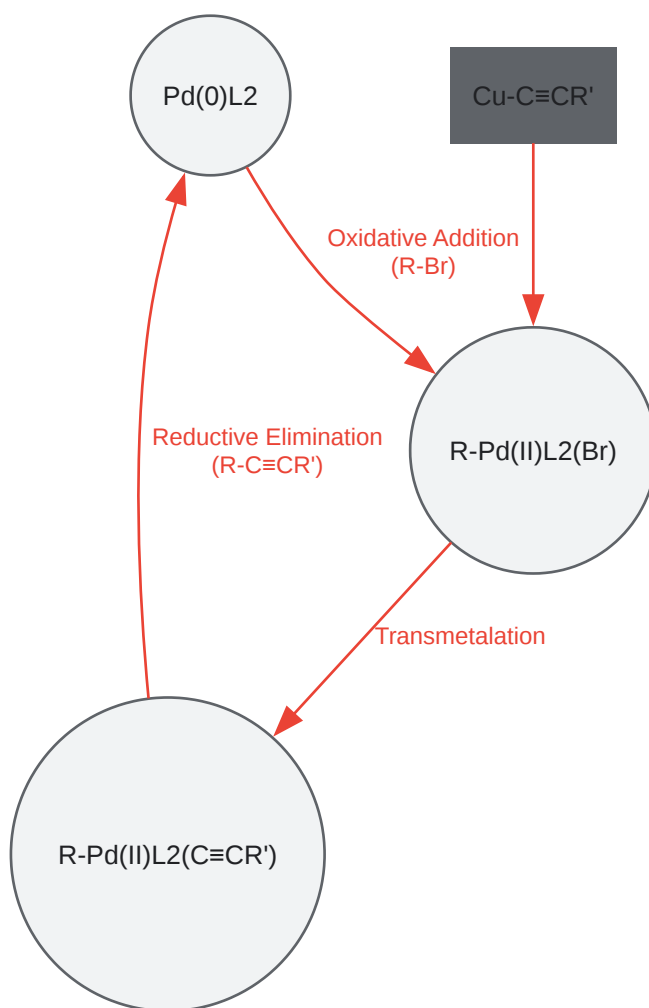 Pd(0)L2
Cu-C≡CR'
Oxidative Addition
(R-Br)
Reductive Elimination
(R-C≡CR')
R-Pd(II)L2(Br)
Transmetalation
R-Pd(II)L2(C≡CR')